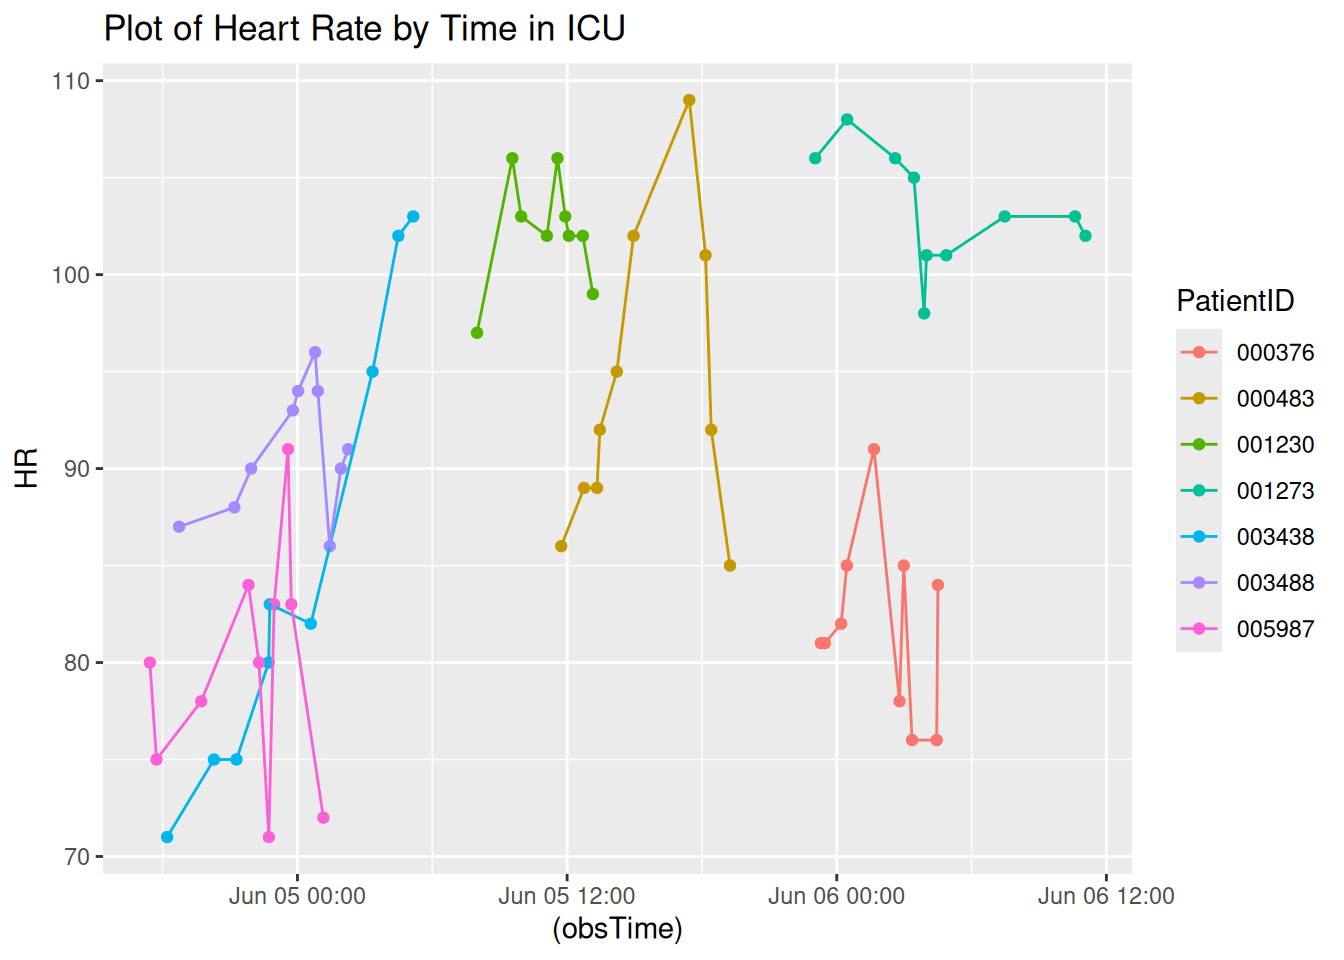 Plot of Heart Rate by Time in ICU
110
100
90
80
70
HR
Jun 05 00:00
Jun 05 12:00
Jun 06 00:00
Jun 06 12:00
(obsTime)
PatientID
000376
000483
001230
001273
003438
003488
005987